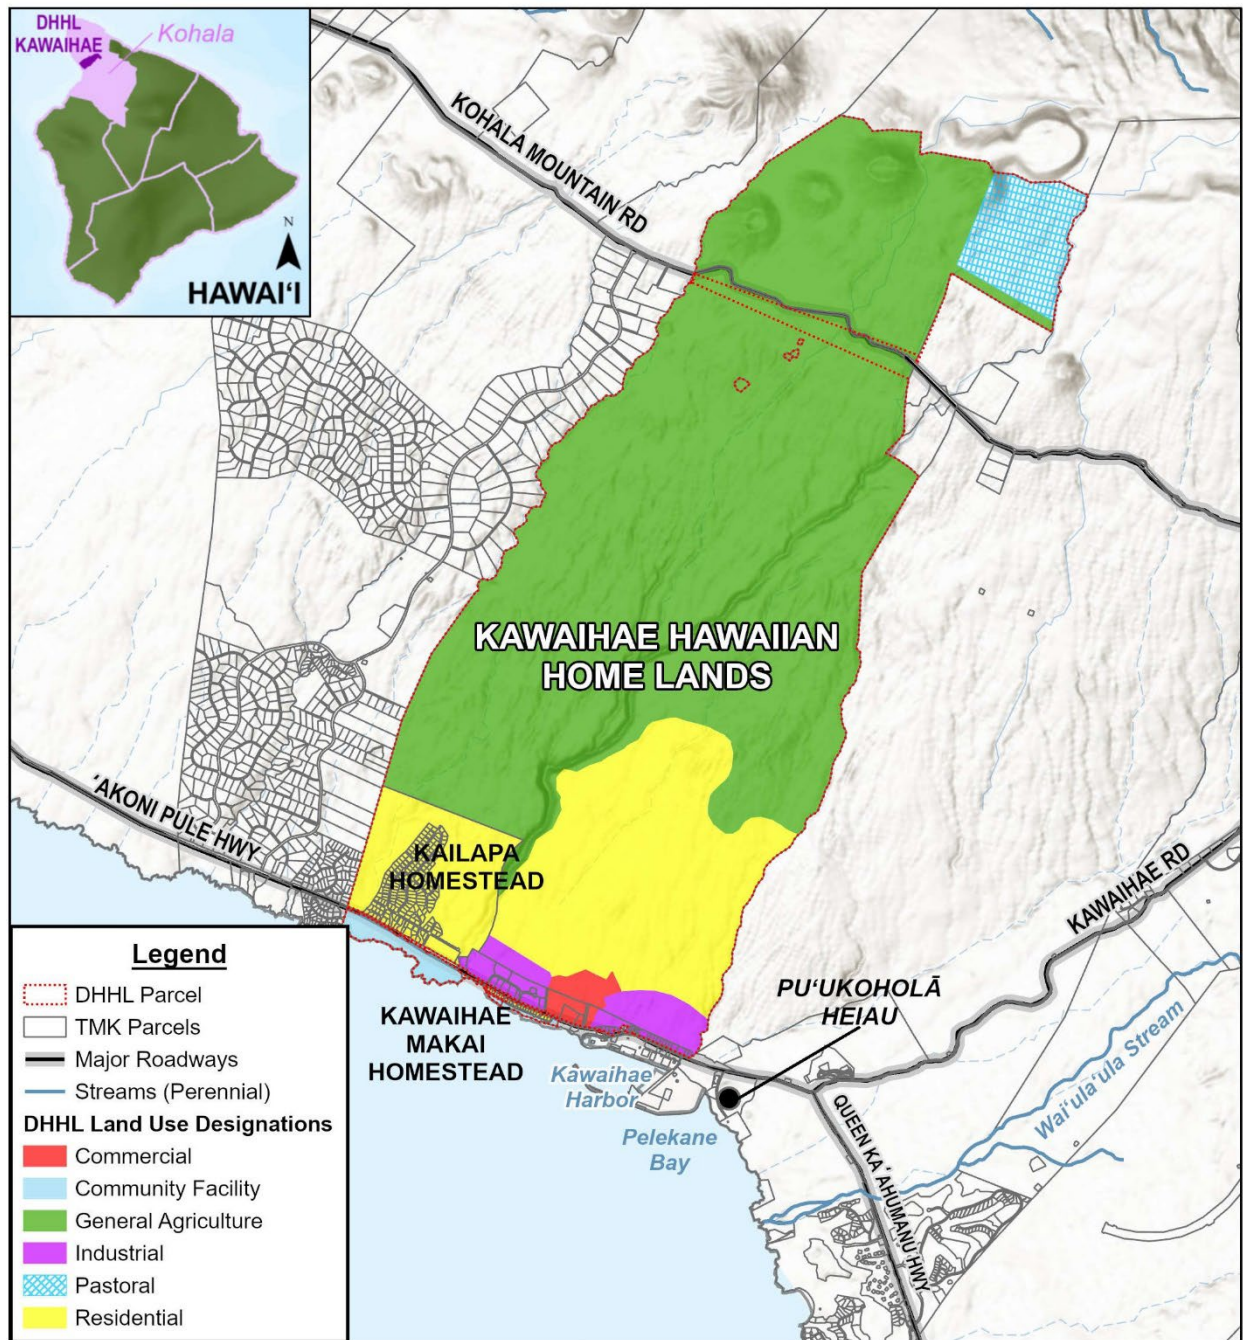 DHHL
KAWAIHAE
Kohala
N
HAWAI‘I
KOHALA MOUNTAIN RD
KAWAIHAE HAWAIIAN
HOME LANDS
‘AKONI PULE HWY
KAILAPA
HOMESTEAD
KAWAIHAE RD
PU‘UKOHOLĀ
HEIAU
KAWAIHAE
MAKAI
HOMESTEAD
Kawaihae
Harbor
Pelekane
Bay
QUEEN KA‘AHUMANU HWY
Wai‘ula‘ula Stream
Legend
DHHL Parcel
TMK Parcels
Major Roadways
Streams (Perennial)
DHHL Land Use Designations
Commercial
Community Facility
General Agriculture
Industrial
Pastoral
Residential